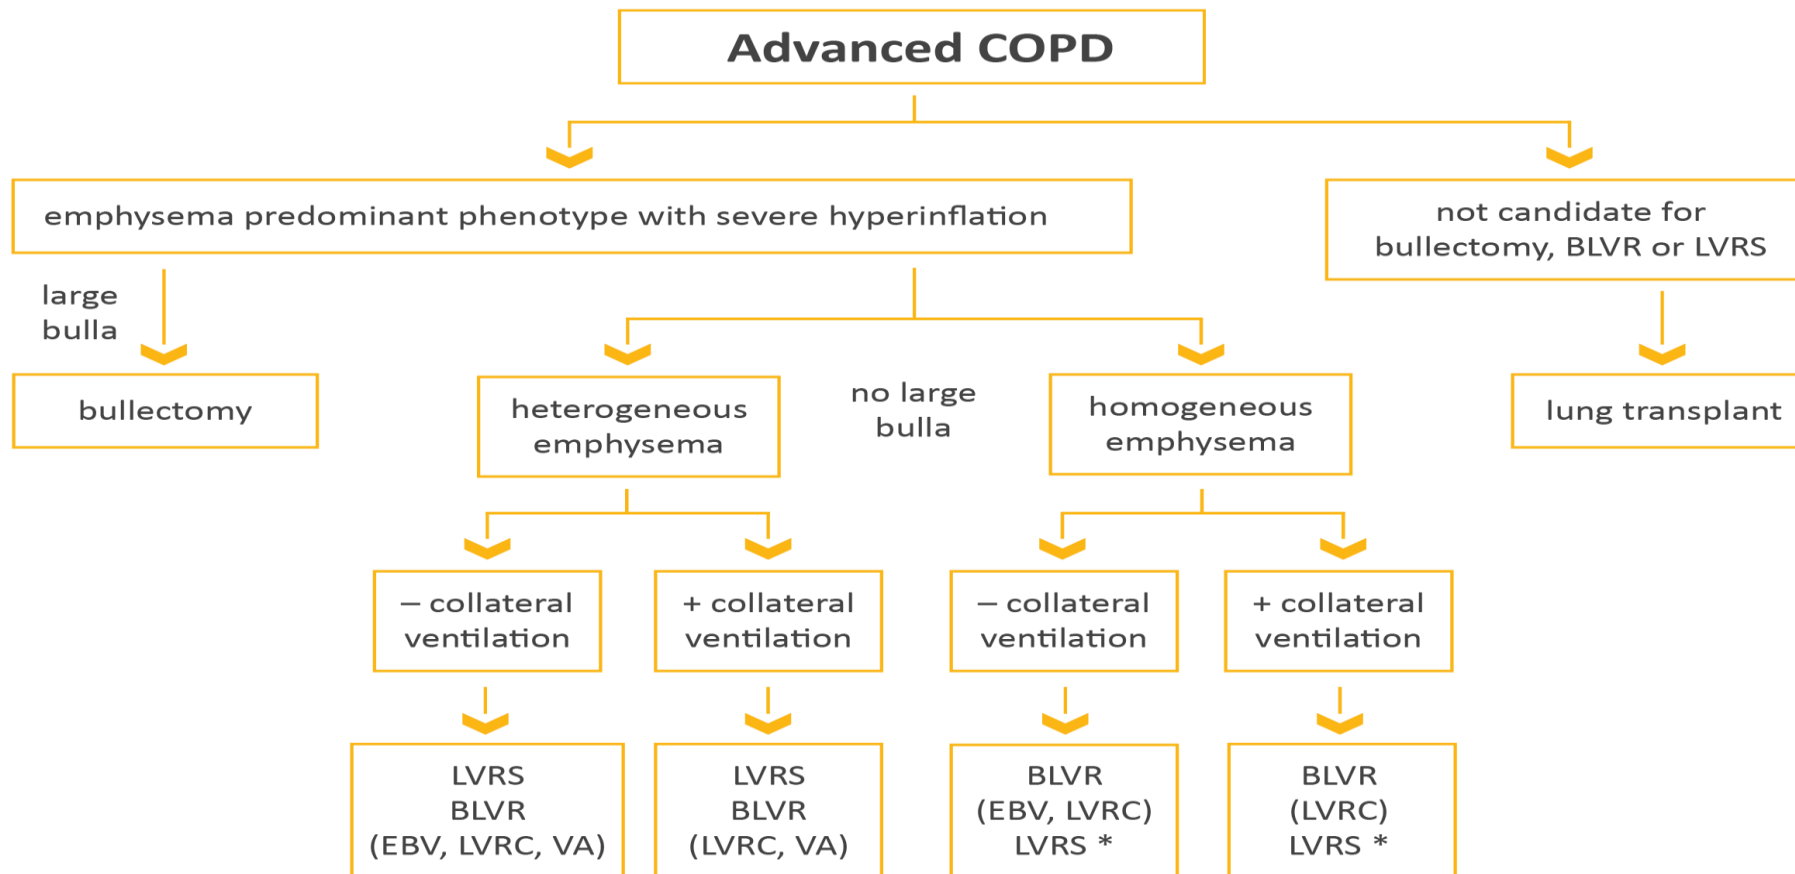 Advanced COPD
emphysema predominant phenotype with severe hyperinflation
not candidate for
bullectomy, BLVR or LVRS
large
bulla
bullectomy
heterogeneous
emphysema
no large
bulla
homogeneous
emphysema
lung transplant
– collateral
ventilation
+ collateral
ventilation
– collateral
ventilation
+ collateral
ventilation
LVRS
BLVR
(EBV, LVRC, VA)
LVRS
BLVR
(LVRC, VA)
BLVR
(EBV, LVRC)
LVRS *
BLVR
(LVRC)
LVRS *